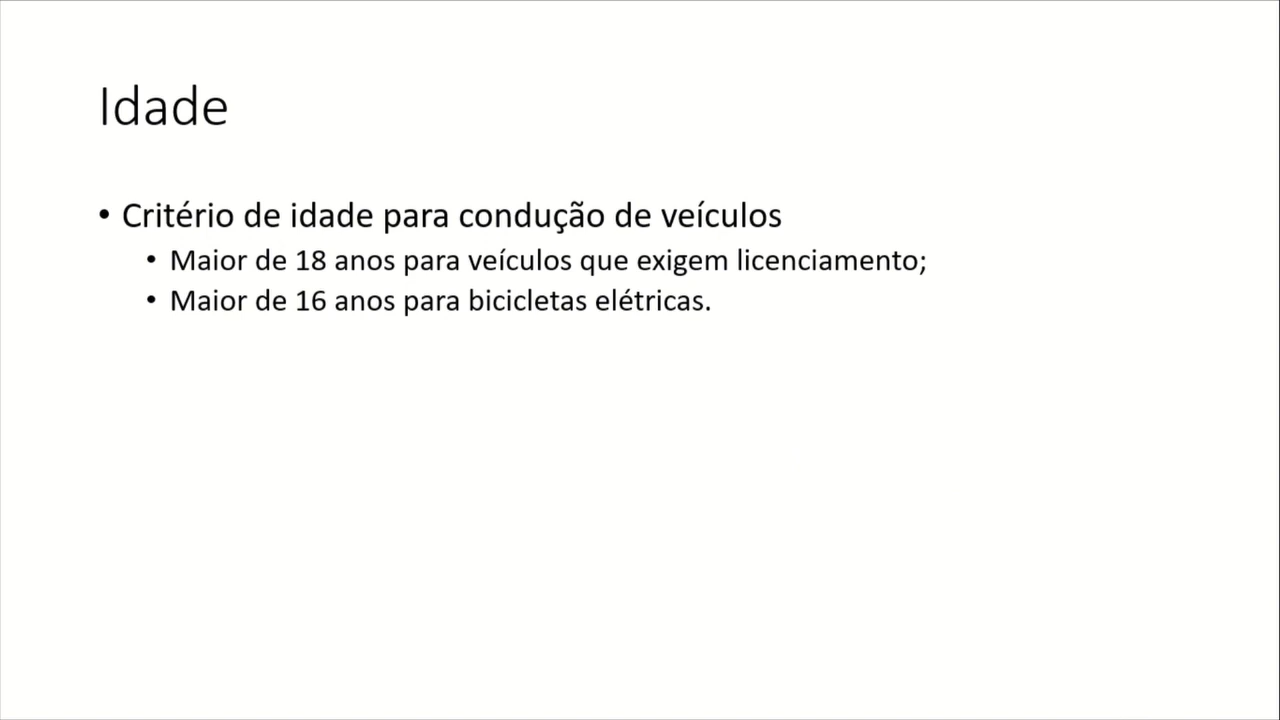 Idade
• Critério de idade para condução de veículos
• Maior de 18 anos para veículos que exigem licenciamento;
• Maior de 16 anos para bicicletas elétricas.